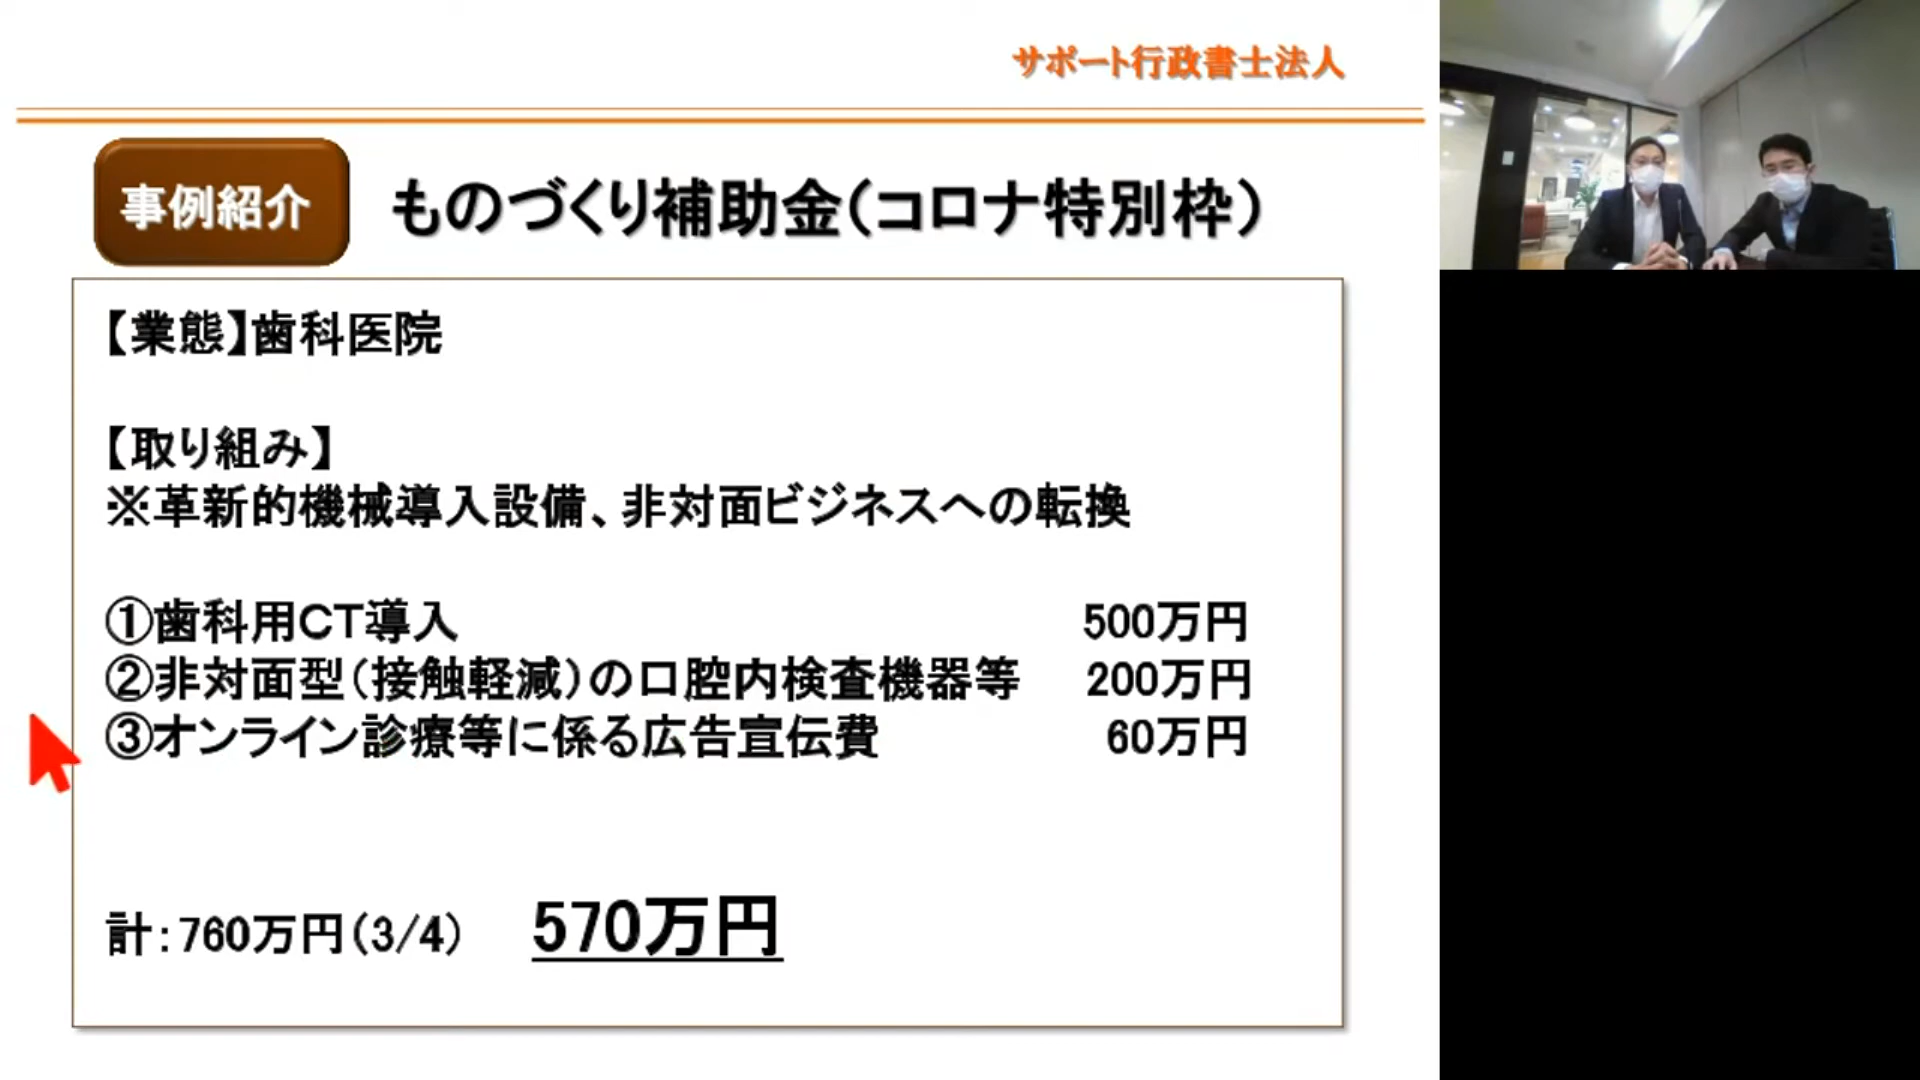 サポート行政書士法人
事例紹介
ものづくり補助金(コロナ特別枠)
【業態】歯科医院
【取り組み】
※革新的機械導入設備、非対面ビジネスへの転換
①歯科用CT導入 500万円
②非対面型(接触軽減)の口腔内検査機器等 200万円
③オンライン診療等に係る広告宣伝費 60万円
計:760万円(3/4) 570万円